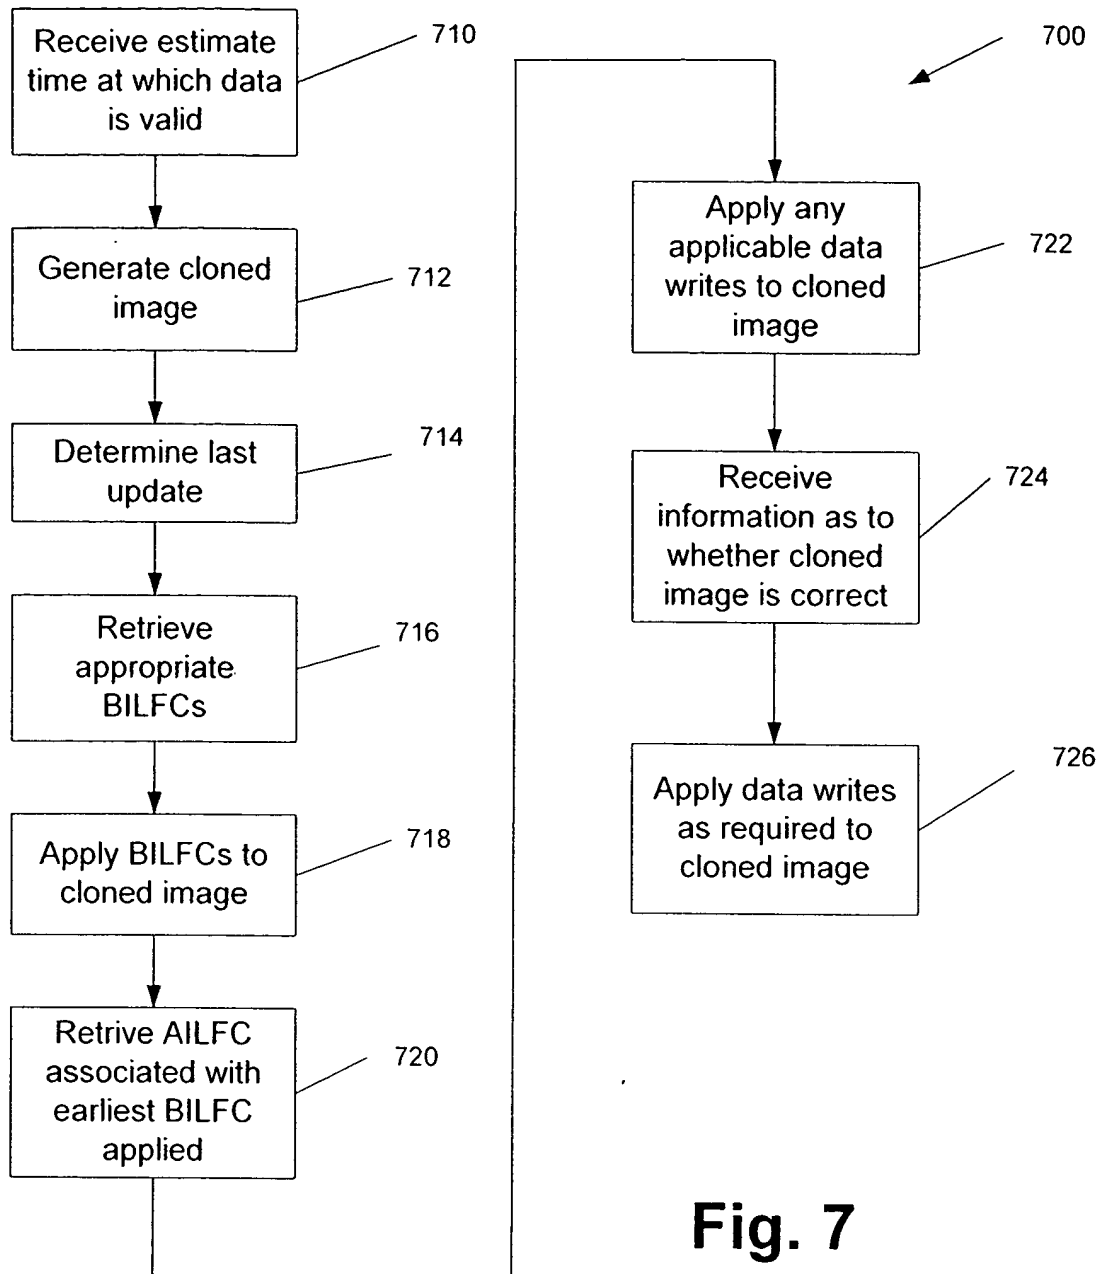 Receive estimate
time at which data
is valid
710
Generate cloned
image
712
Determine last
update
714
Retrieve
appropriate
BILFCs
716
Apply BILFCs to
cloned image
718
Retrive AILFC
associated with
earliest BILFC
applied
720
700
Apply any
applicable data
writes to cloned
image
722
Receive
information as to
whether cloned
image is correct
724
Apply data writes
as required to
cloned image
726
Fig. 7